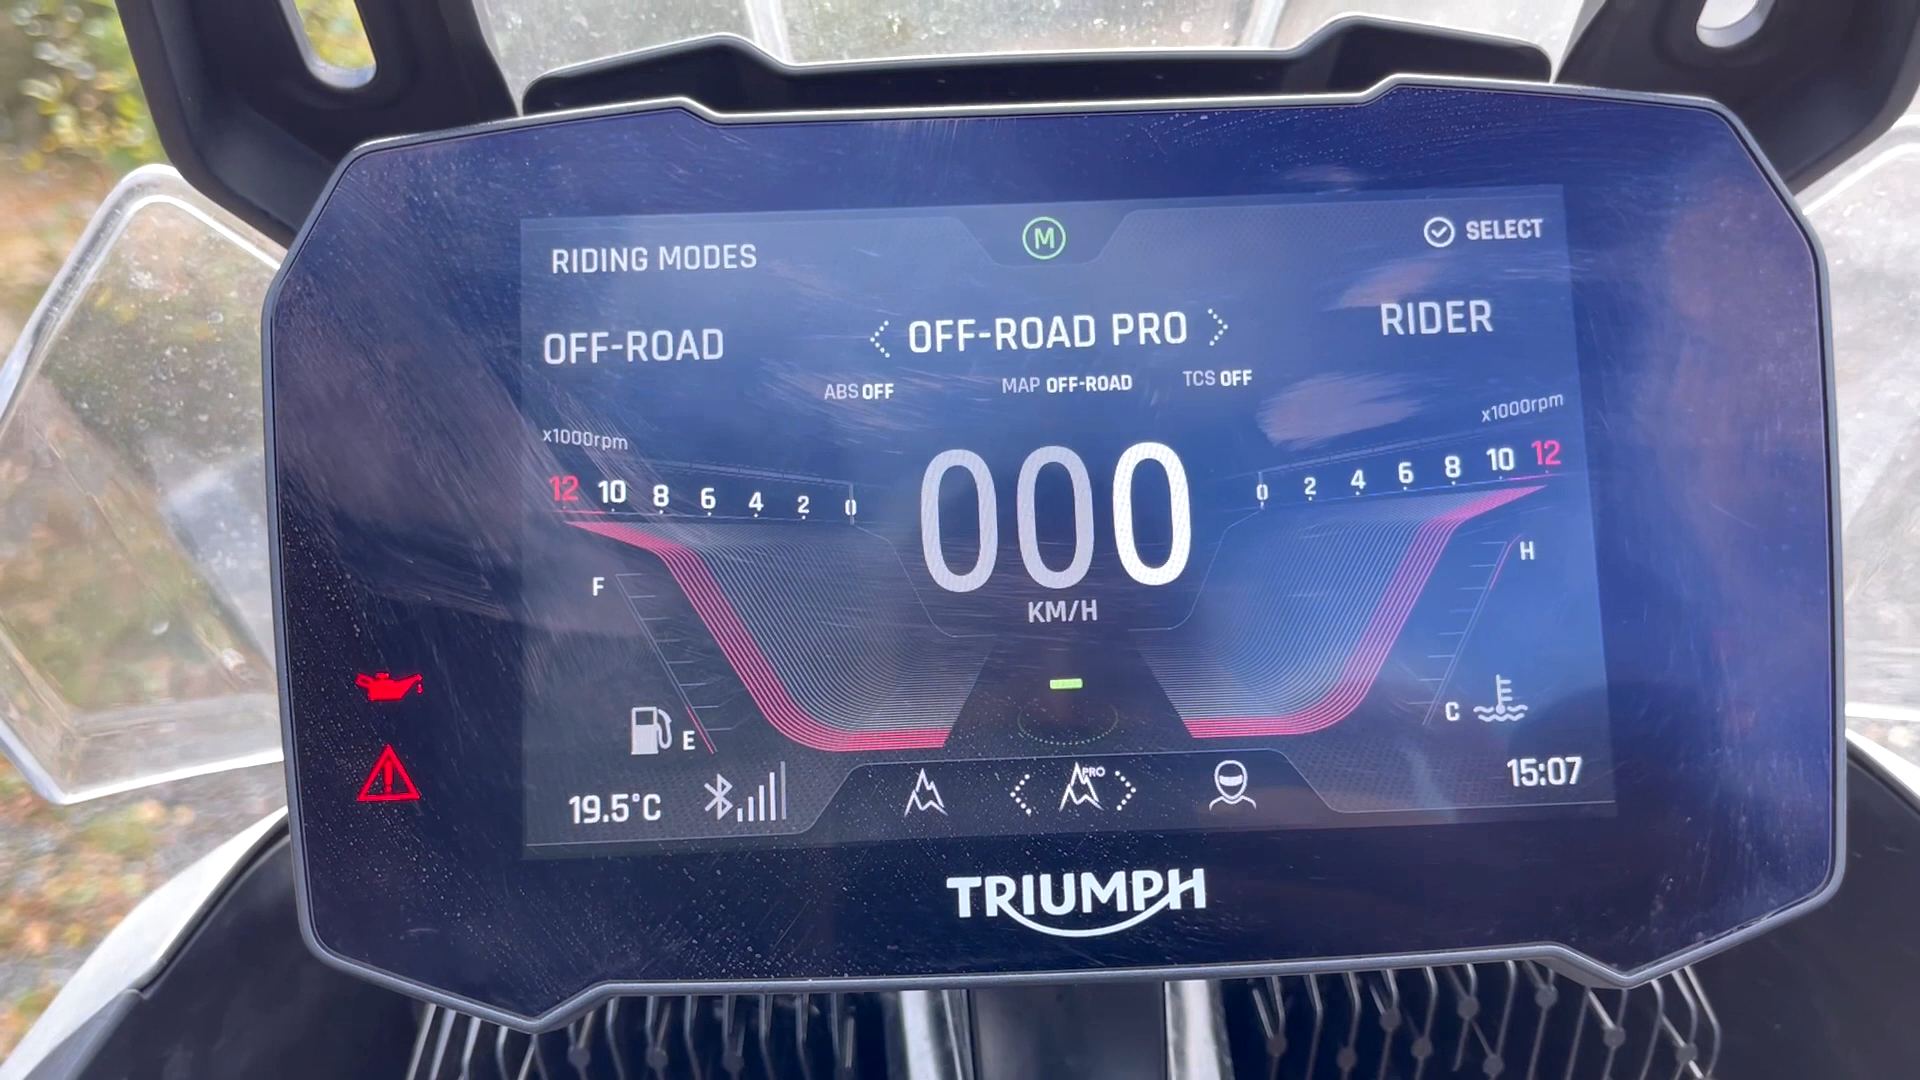 M
RIDING MODES
SELECT
OFF-ROAD
OFF-ROAD PRO
RIDER
ABS OFF
MAP OFF-ROAD
TCS OFF
x1000rpm
x1000rpm
12 10 8 6 4 2 0
000
0 2 4 6 8 10 12
KM/H
F
H
E
C
19.5°C
PRO
15:07
TRIUMPH